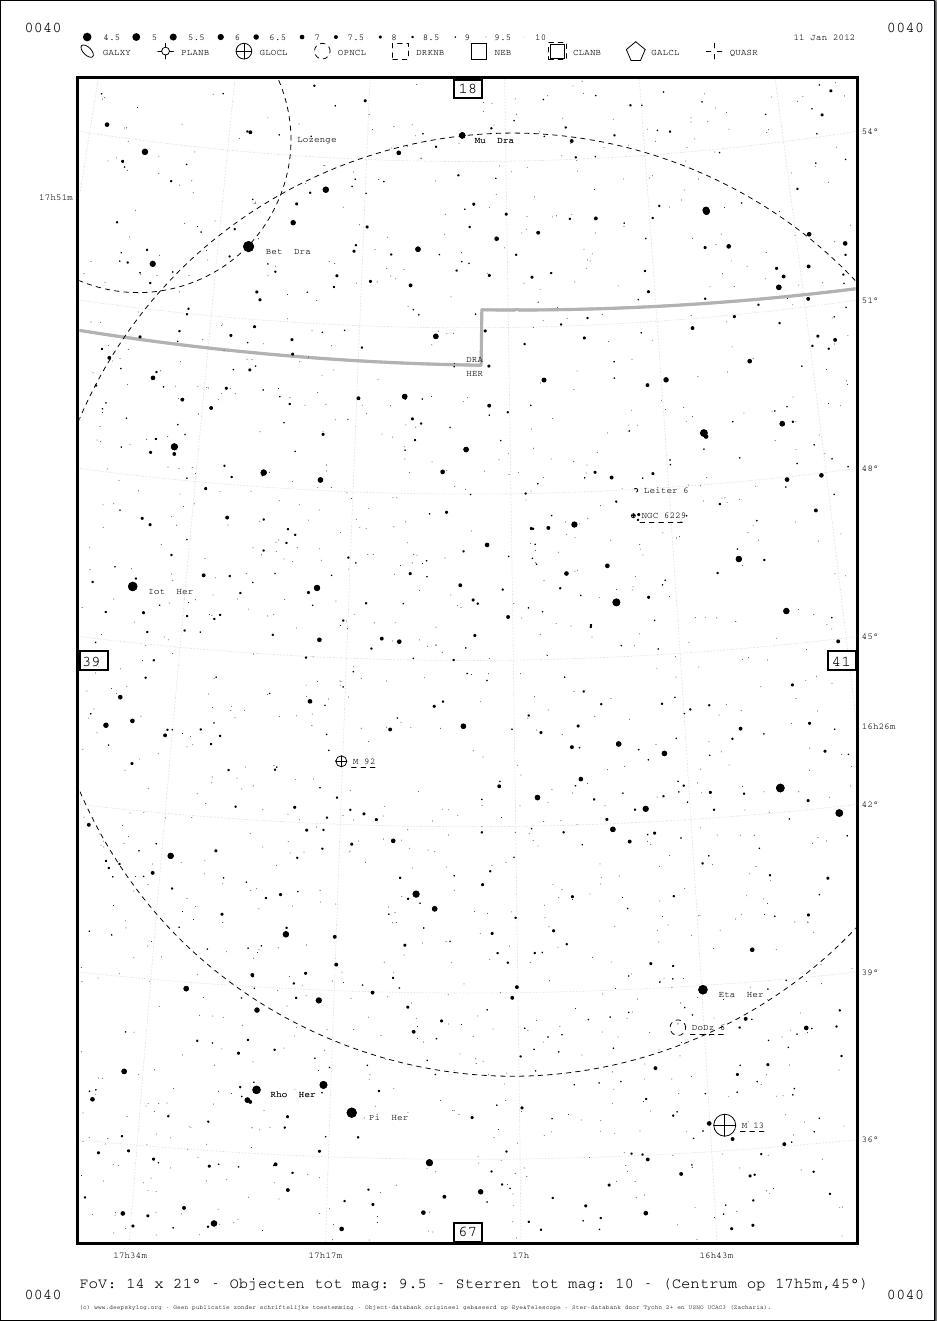 0040 0040
4.5 5 5.5 6 6.5 7 7.5 8 8.5 9 9.5 10 11 Jan 2012
GALXY PLANB GLOCL OPNCL DRKNB NEB CLANB GALCL QUASR
18
54°
Lozenge
Mu Dra
17h51m
Bet Dra
51°
DRA
HER
48°
Leiter 6
NGC 6229
Iot Her
45°
39 41
16h26m
M 92
42°
39°
Eta Her
DoDz 6
Rho Her
Pi Her
M 13
36°
67
17h34m 17h17m 17h 16h43m
FoV: 14 x 21° - Objecten tot mag: 9.5 - Sterren tot mag: 10 - (Centrum op 17h5m,45°)
0040 0040
(c) www.deepskylog.org - Geen publicatie zonder schriftelijke toestemming - Object-databank origineel gebaseerd op Eye&Telescope - Ster-databank door Tycho 2+ en USNO UCAC3 (Zacharia).